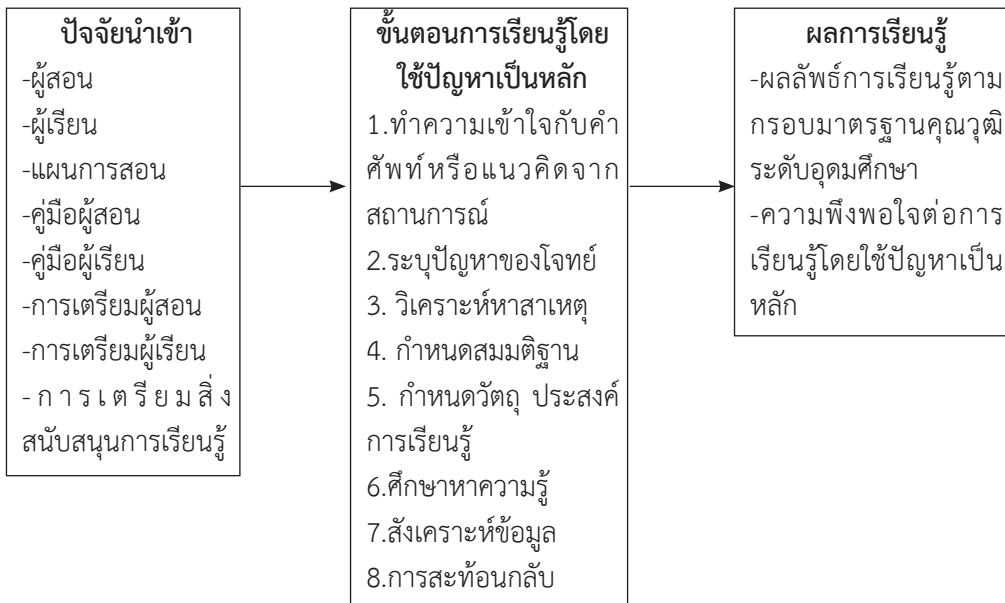 ปัจจัยนำเข้า
-ผู้สอน
-ผู้เรียน
-แผนการสอน
-คู่มือผู้สอน
-คู่มือผู้เรียน
-การเตรียมผู้สอน
-การเตรียมผู้เรียน
-การเตรียมสิ่ง
สนับสนุนการเรียนรู้
ขั้นตอนการเรียนรู้โดย
ใช้ปัญหาเป็นหลัก
1.ทำความเข้าใจกับคำ
ศัพท์หรือแนวคิดจาก
สถานการณ์
2.ระบุปัญหาของโจทย์
3. วิเคราะห์หาสาเหตุ
4. กำหนดสมมติฐาน
5. กำหนดวัตถุ ประสงค์
การเรียนรู้
6.ศึกษาหาความรู้
7.สังเคราะห์ข้อมูล
8.การสะท้อนกลับ
ผลการเรียนรู้
-ผลลัพธ์การเรียนรู้ตาม
กรอบมาตรฐานคุณวุฒิ
ระดับอุดมศึกษา
-ความพึงพอใจต่อการ
เรียนรู้โดยใช้ปัญหาเป็น
หลัก